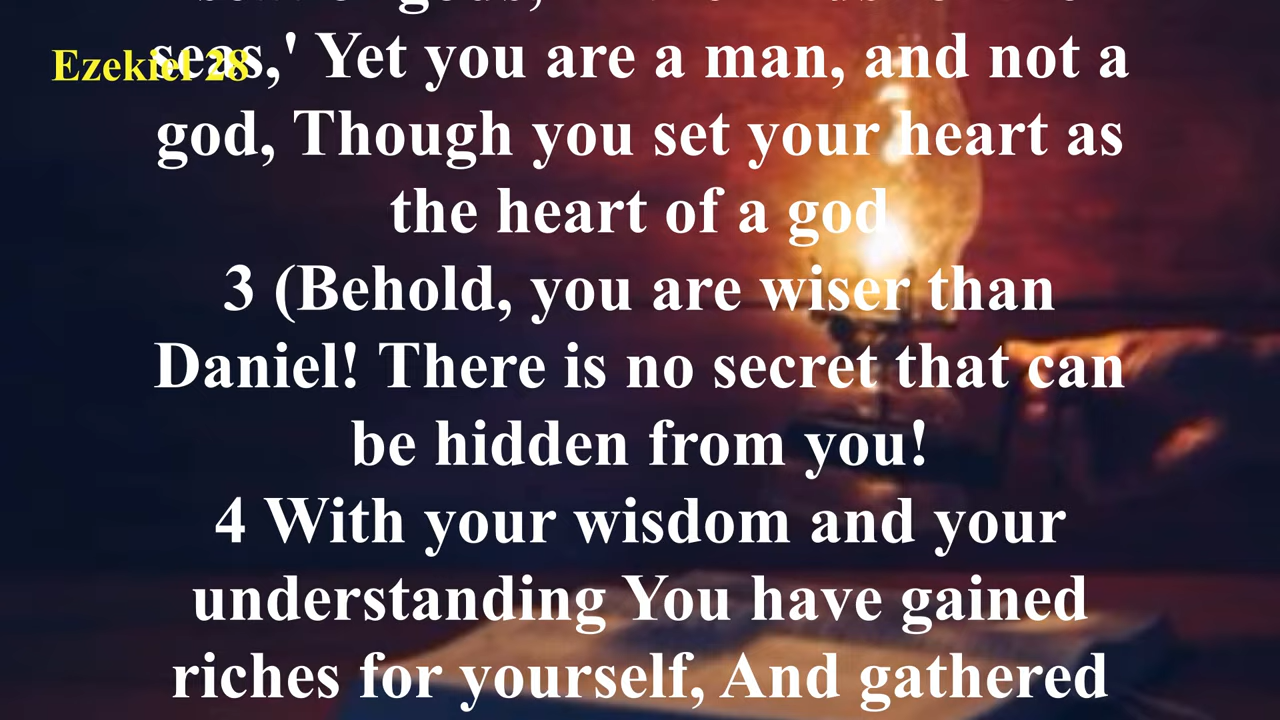 Ezekiel 28
seas,' Yet you are a man, and not a
god, Though you set your heart as
the heart of a god
3 (Behold, you are wiser than
Daniel! There is no secret that can
be hidden from you!
4 With your wisdom and your
understanding You have gained
riches for yourself, And gathered